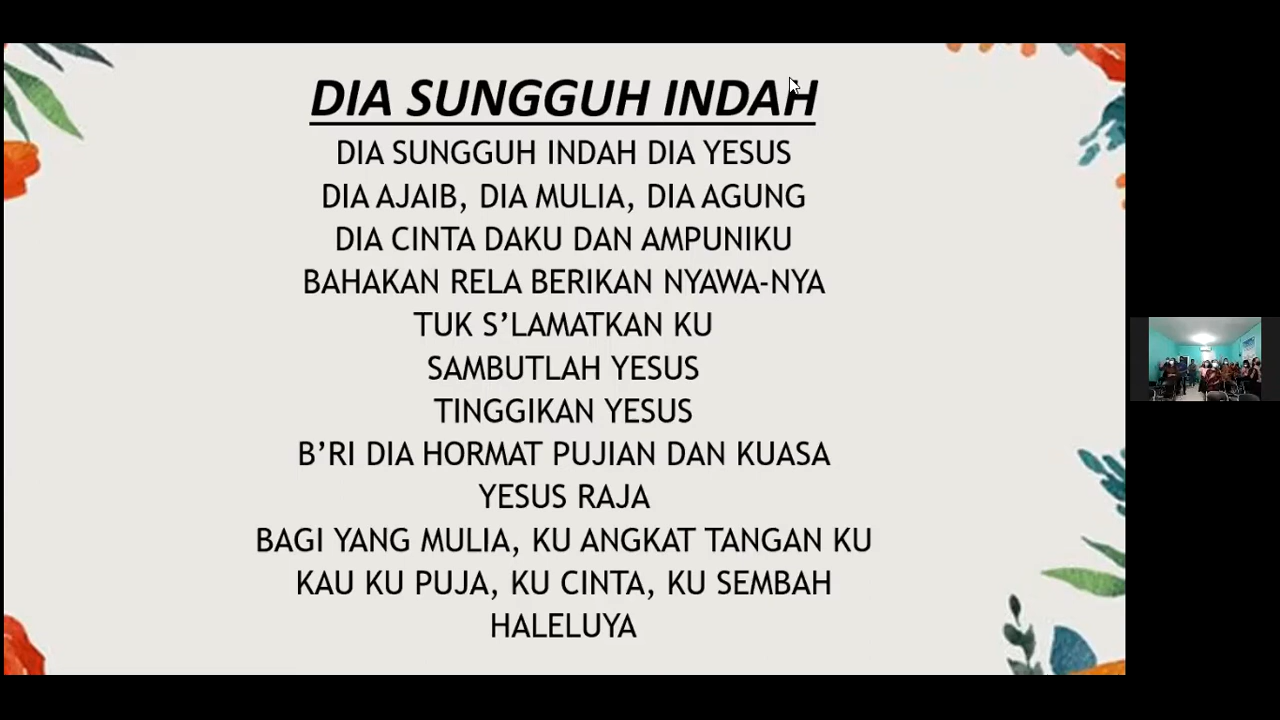 DIA SUNGGUH INDAH
DIA SUNGGUH INDAH DIA YESUS
DIA AJAIB, DIA MULIA, DIA AGUNG
DIA CINTA DAKU DAN AMPUNIKU
BAHAKAN RELA BERIKAN NYAWA-NYA
TUK S’LAMATKAN KU
SAMBUTLAH YESUS
TINGGIKAN YESUS
B’RI DIA HORMAT PUJIAN DAN KUASA
YESUS RAJA
BAGI YANG MULIA, KU ANGKAT TANGAN KU
KAU KU PUJA, KU CINTA, KU SEMBAH
HALELUYA